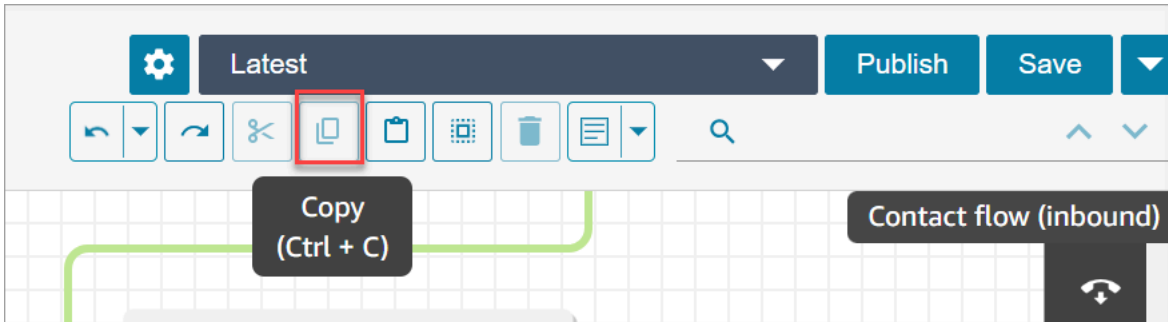 Latest
Publish
Save
Copy
(Ctrl + C)
Contact flow (inbound)